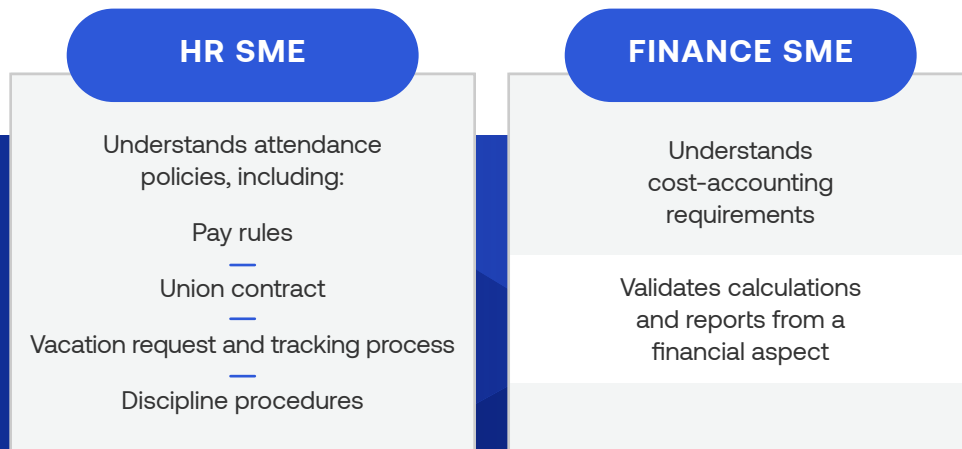 HR SME
Understands attendance
policies, including:
Pay rules
Union contract
Vacation request and tracking process
Discipline procedures
FINANCE SME
Understands
cost-accounting
requirements
Validates calculations
and reports from a
financial aspect